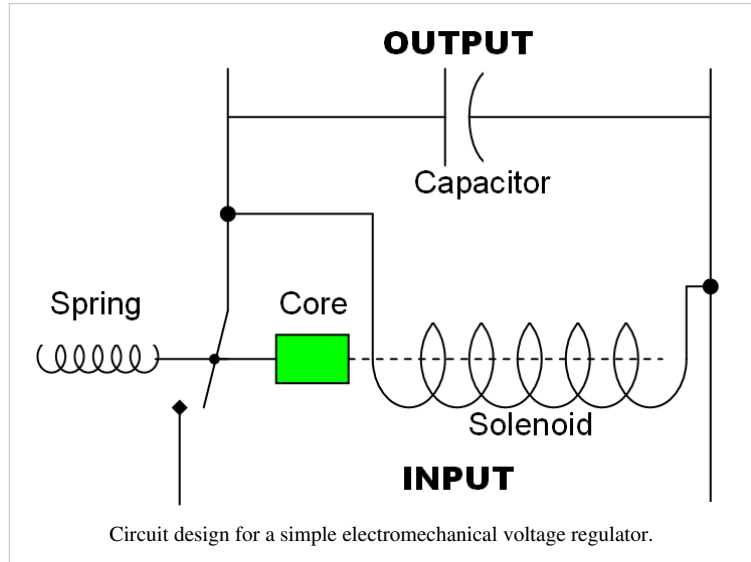 OUTPUT
Capacitor
Spring
Core
Solenoid
INPUT
Circuit design for a simple electromechanical voltage regulator.